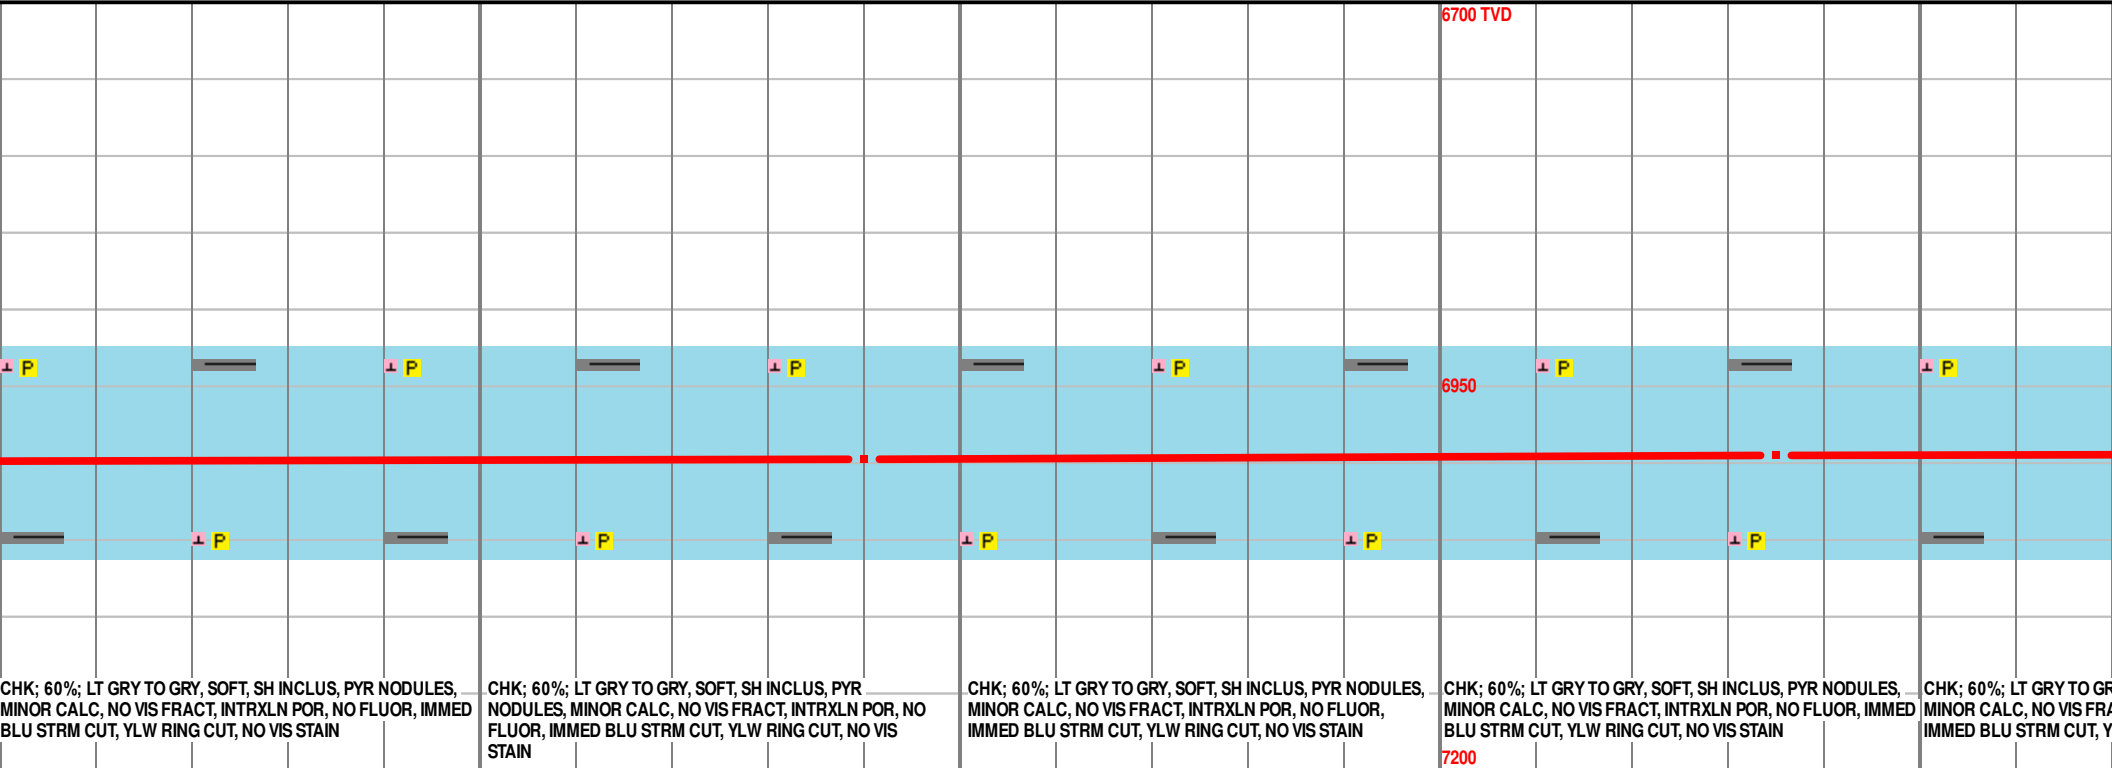 6700 TVD
P
P
P
P
P
P
6950
P
P
P
P
P
CHK; 60%; LT GRY TO GRY, SOFT, SH INCLUS, PYR NODULES,
MINOR CALC, NO VIS FRACT, INTRXLN POR, NO FLUOR, IMMED
BLU STRM CUT, YLW RING CUT, NO VIS STAIN
CHK; 60%; LT GRY TO GRY, SOFT, SH INCLUS, PYR
NODULES, MINOR CALC, NO VIS FRACT, INTRXLN POR, NO
FLUOR, IMMED BLU STRM CUT, YLW RING CUT, NO VIS
STAIN
CHK; 60%; LT GRY TO GRY, SOFT, SH INCLUS, PYR NODULES,
MINOR CALC, NO VIS FRACT, INTRXLN POR, NO FLUOR,
IMMED BLU STRM CUT, YLW RING CUT, NO VIS STAIN
CHK; 60%; LT GRY TO GRY, SOFT, SH INCLUS, PYR NODULES,
MINOR CALC, NO VIS FRACT, INTRXLN POR, NO FLUOR, IMMED
BLU STRM CUT, YLW RING CUT, NO VIS STAIN
CHK; 60%; LT GRY TO GR
MINOR CALC, NO VIS FRA
IMMED BLU STRM CUT, Y
7200